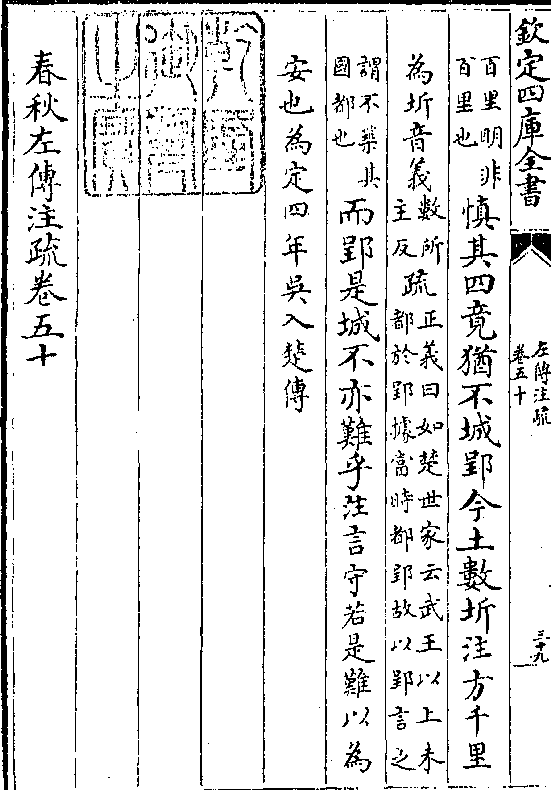 欽定四庫全書
左傳注疏
卷五十
三十九
百里明非
百里也
慎其四竟猶不城郢今土數圻注方千里
為圻音義
數所
主反
疏
正義曰如楚世家云武王以上未
都於郢據當時都郢故以郢言之
謂不築其
國都也
而郢是城不亦難乎注言守若是難以為
安也為定四年吳入楚傳
春秋左傳注疏卷五十